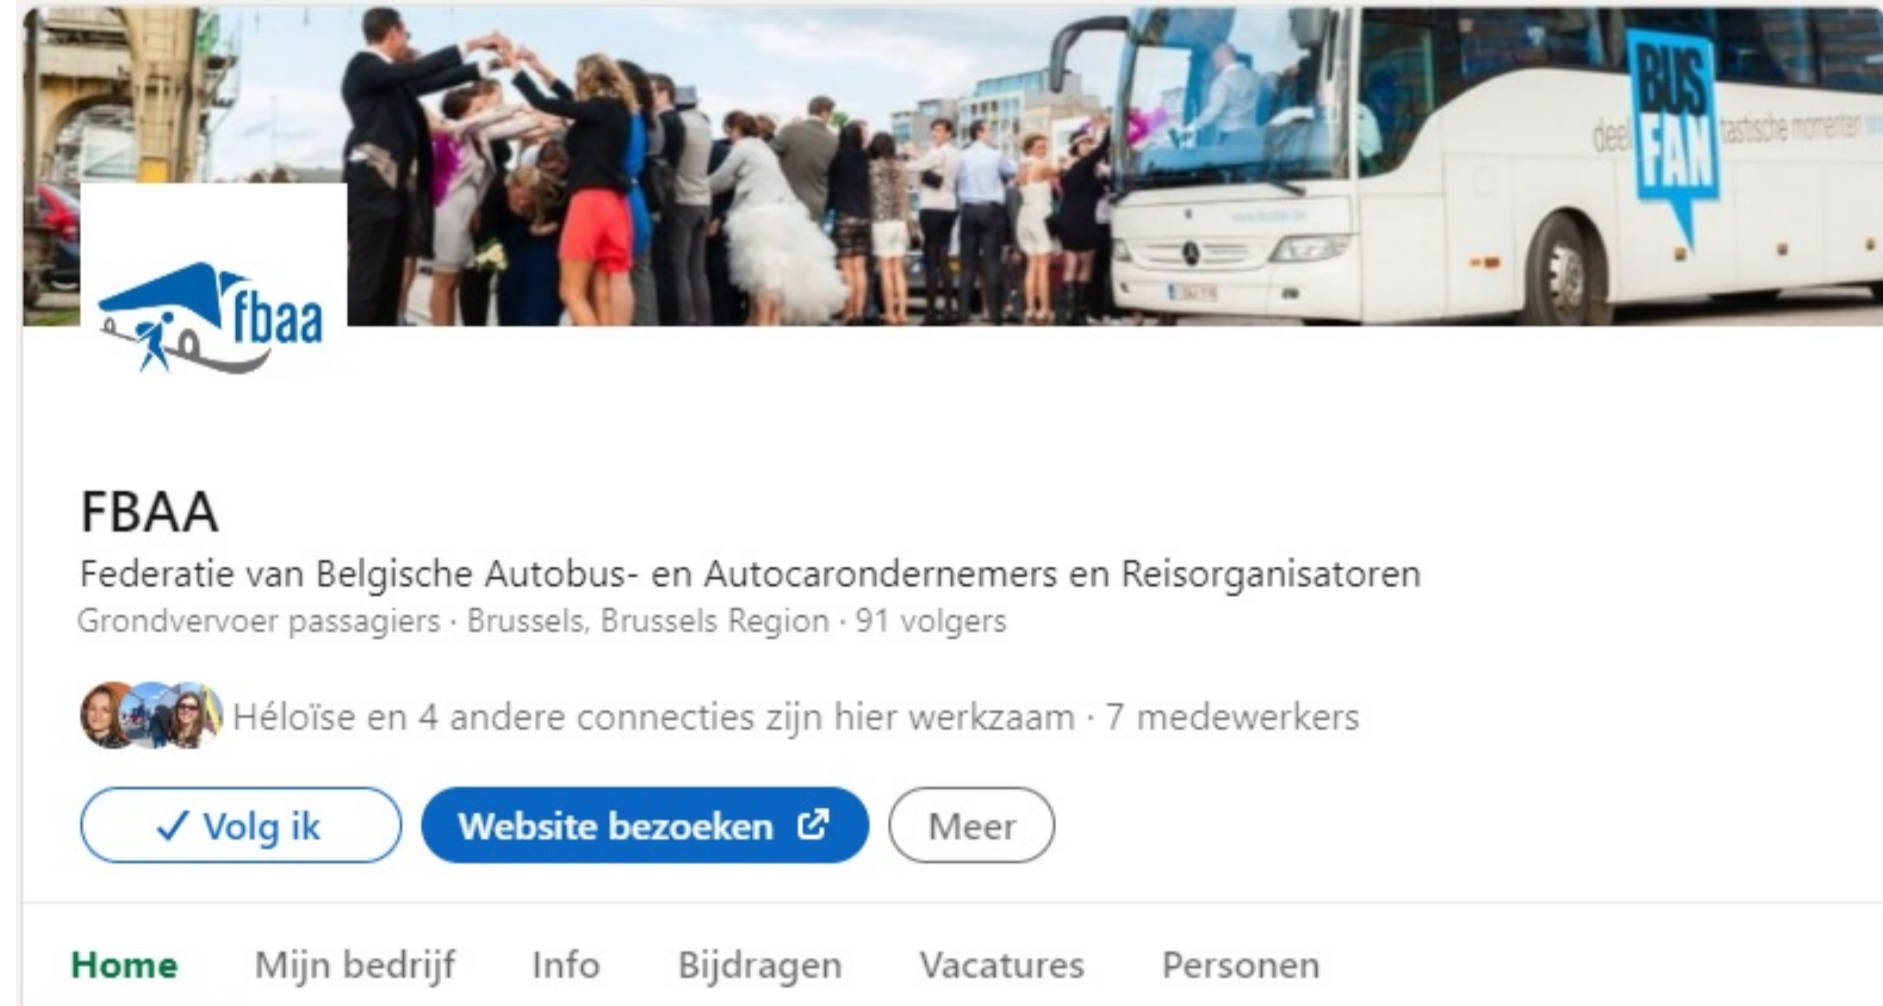 BUS
FAN
deel
tastische momenten
fbaa
FBAA
Federatie van Belgische Autobus- en Autocarondernemers en Reisorganisatoren
Grondvervoer passagiers · Brussels, Brussels Region · 91 volgers
Héloïse en 4 andere connecties zijn hier werkzaam · 7 medewerkers
✓ Volg ik
Website bezoeken
Meer
Home
Mijn bedrijf
Info
Bijdragen
Vacatures
Personen